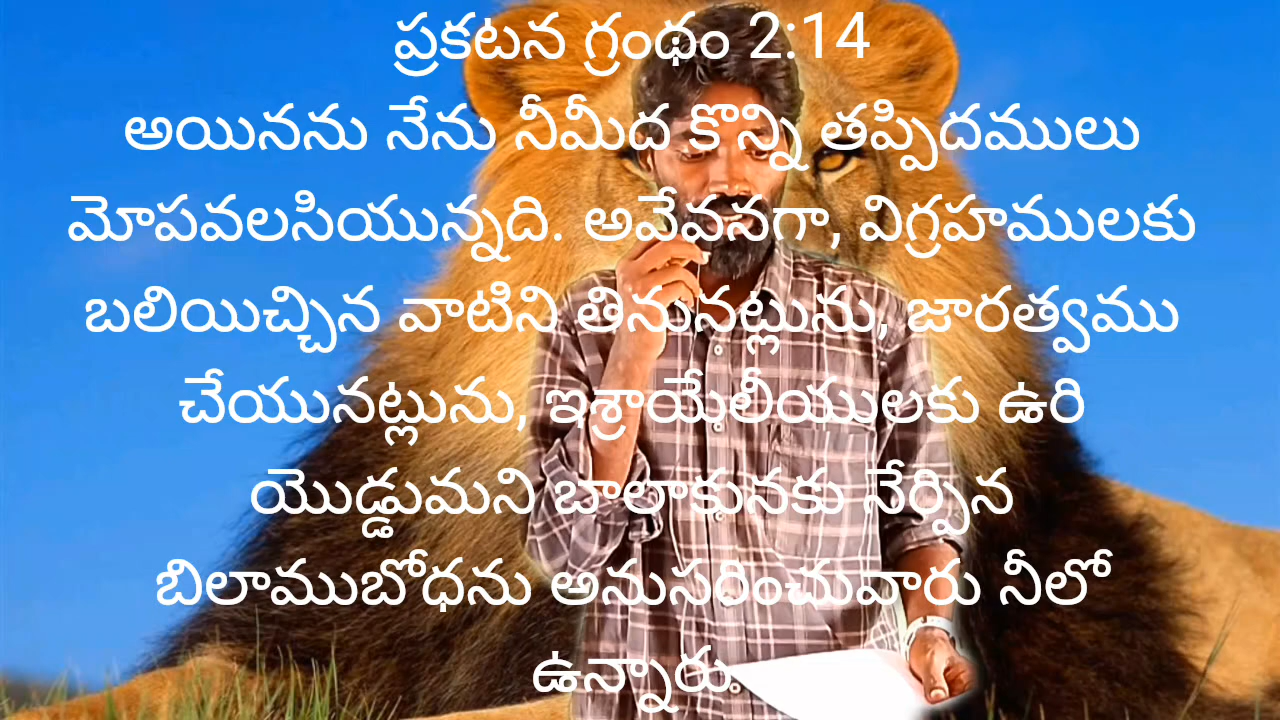 ప్రకటన గ్రంథం 2:14
అయినను నేను నీమీద కొన్ని తప్పిదములు
మోపవలసియున్నది. అవేవనగా, విగ్రహములకు
బలియిచ్చిన వాటిని తినునట్లును, జారత్వము
చేయునట్లును, ఇశ్రాయేలీయులకు ఉరి
యొడ్డుమని బాలాకునకు నేర్పిన
బిలాముబోధను అనుసరించువారు నీలో
ఉన్నారు.